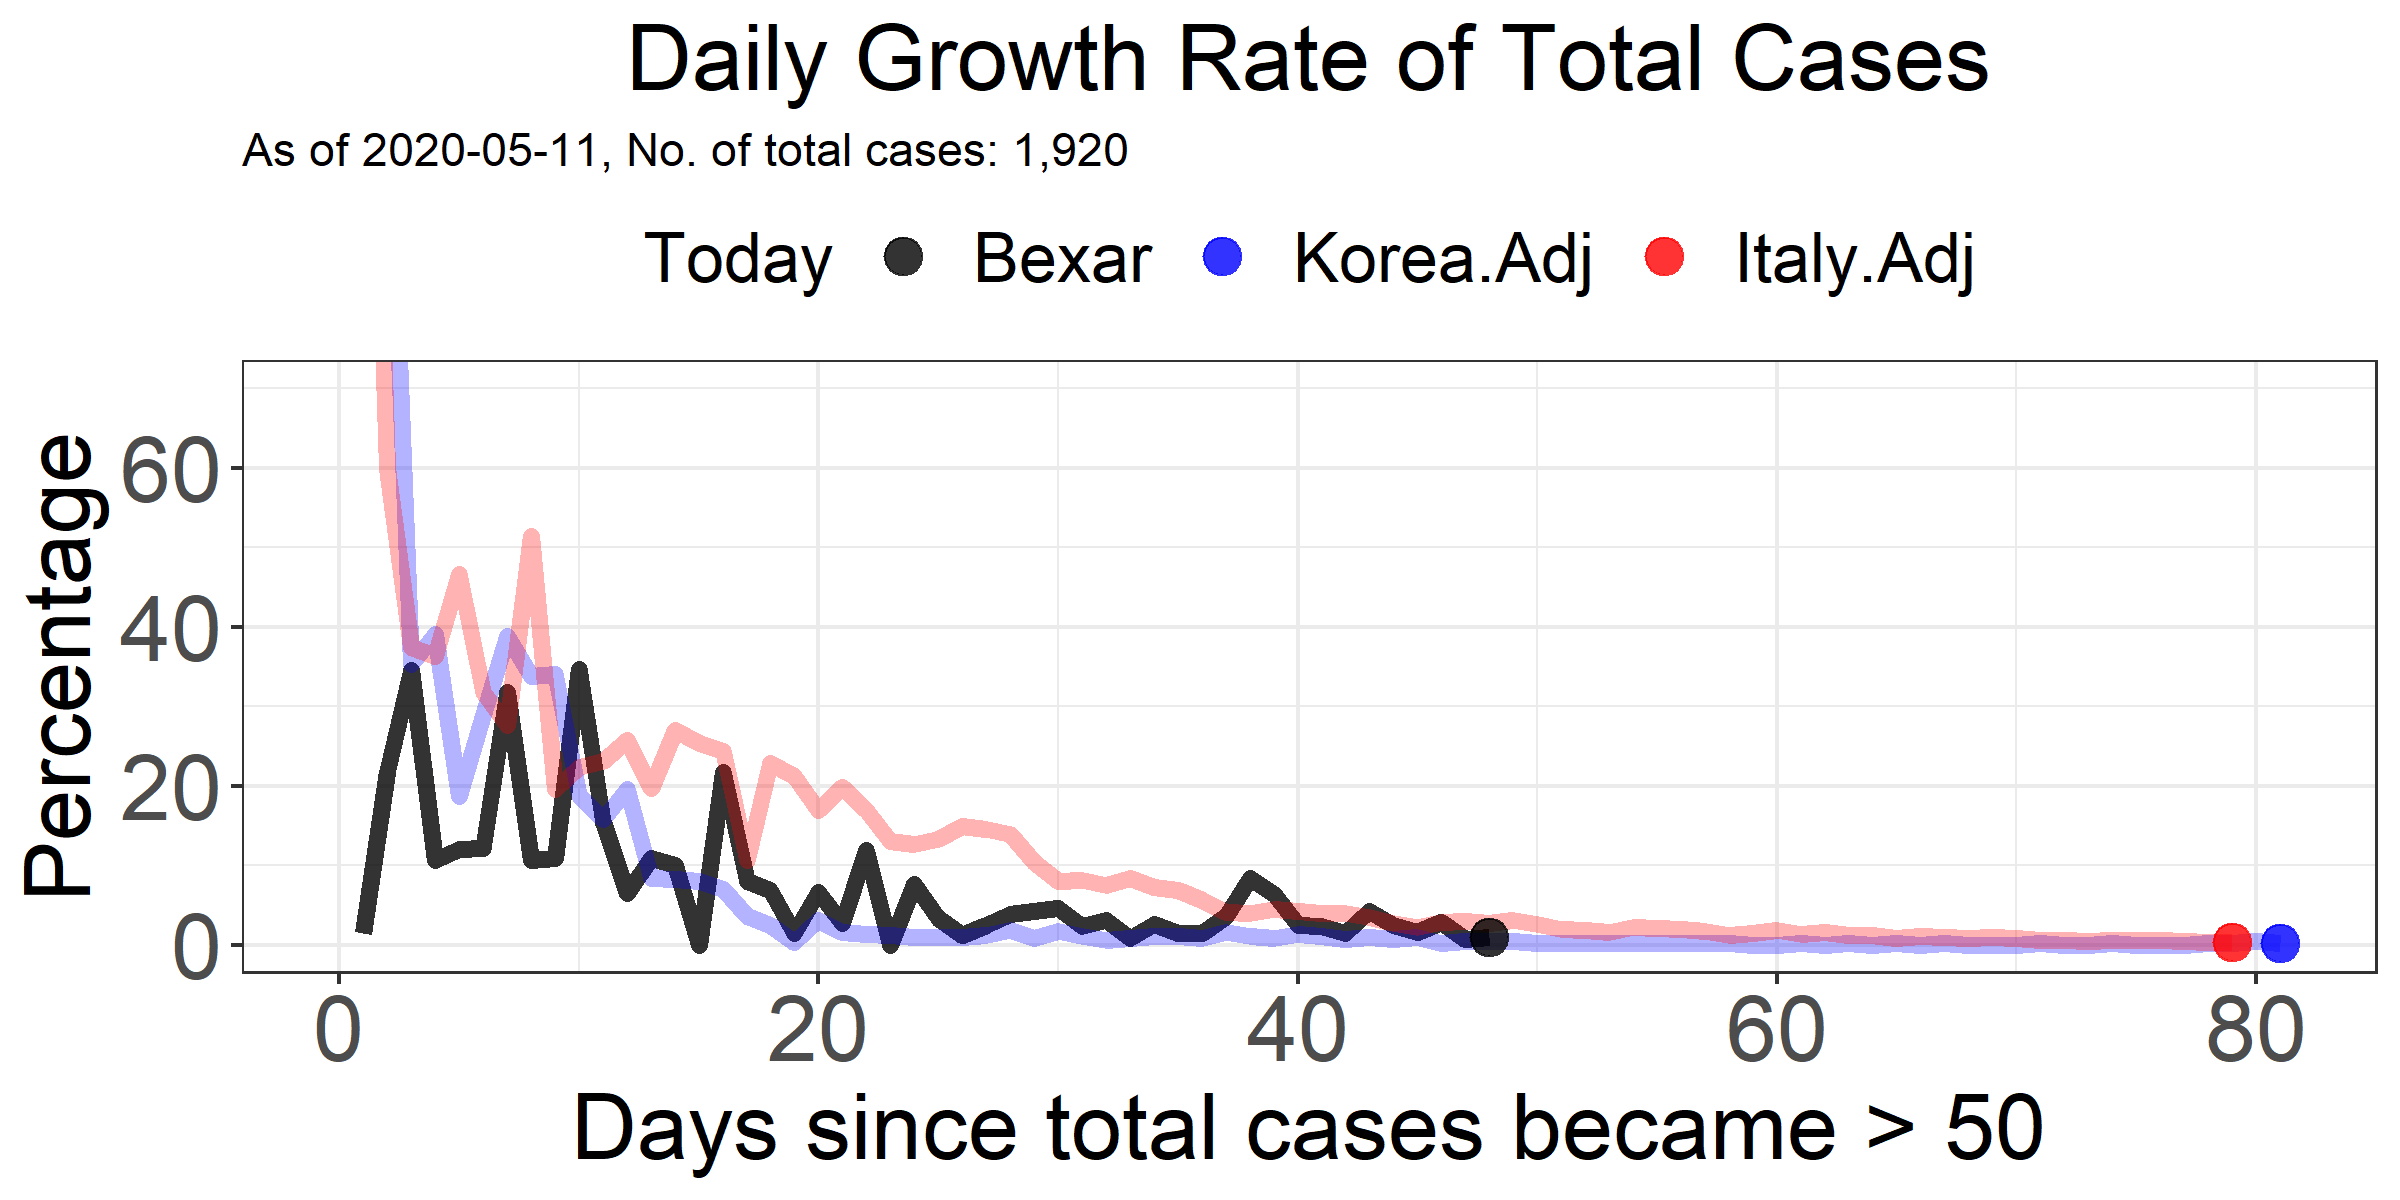 Daily Growth Rate of Total Cases
As of 2020-05-11, No. of total cases: 1,920
Today Bexar Korea.Adj Italy.Adj
Percentage
60
40
20
0
0 20 40 60 80
Days since total cases became > 50